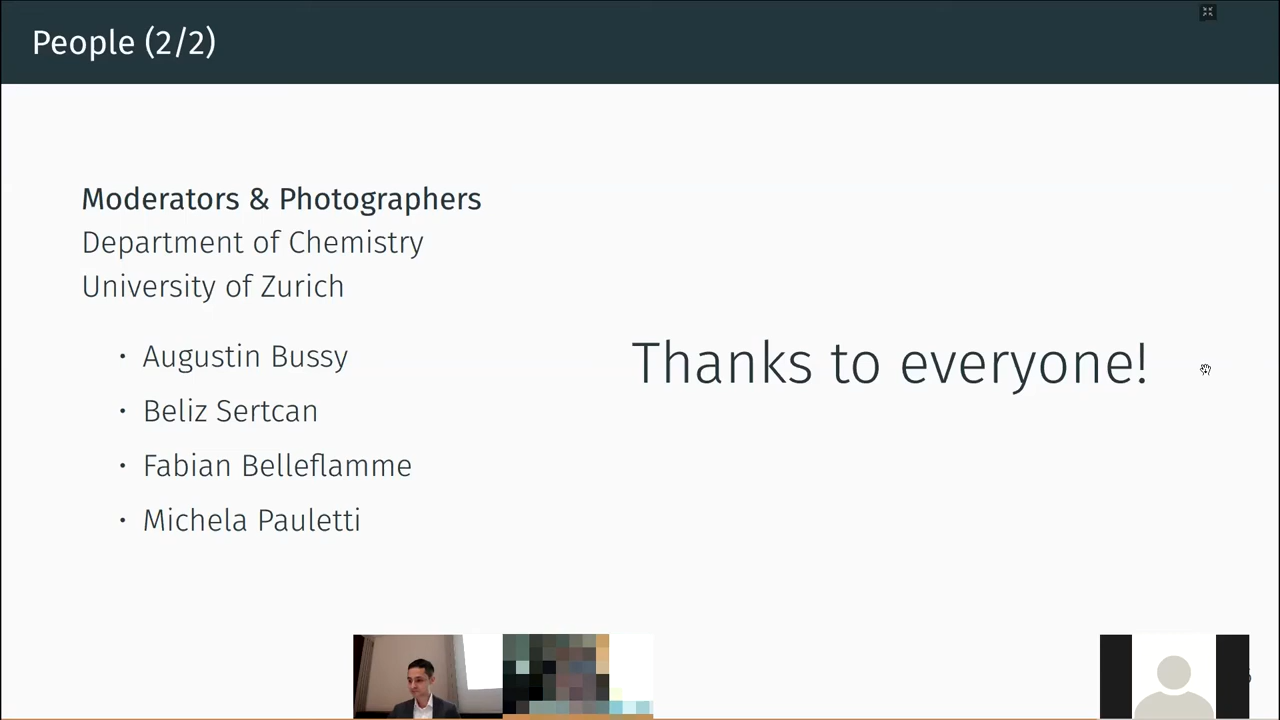 People (2/2)
Moderators & Photographers
Department of Chemistry
University of Zurich
• Augustin Bussy
• Beliz Sertcan
• Fabian Belleflamme
• Michela Pauletti
Thanks to everyone!